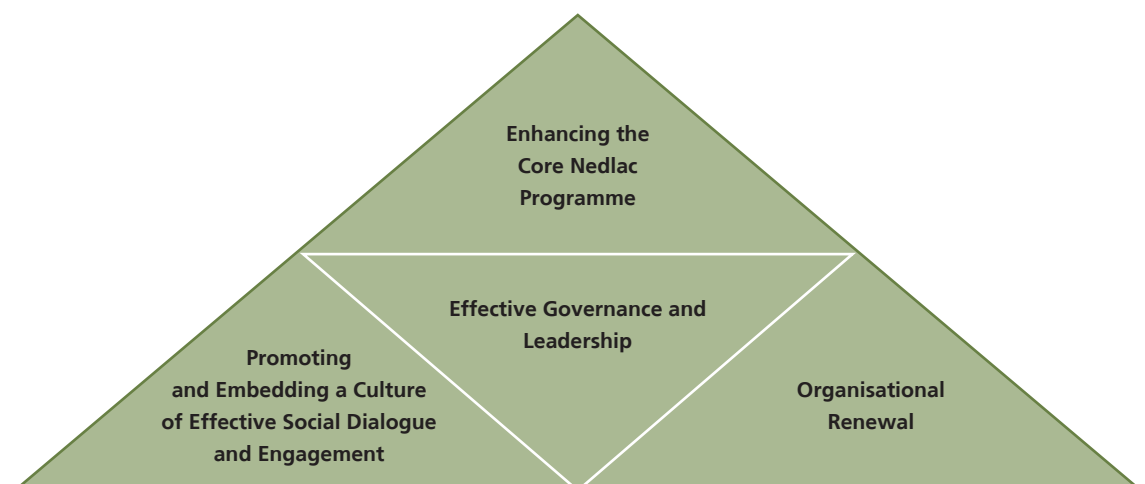 Enhancing the
Core Nedlac
Programme
Effective Governance and
Leadership
Promoting
and Embedding a Culture
of Effective Social Dialogue
and Engagement
Organisational
Renewal